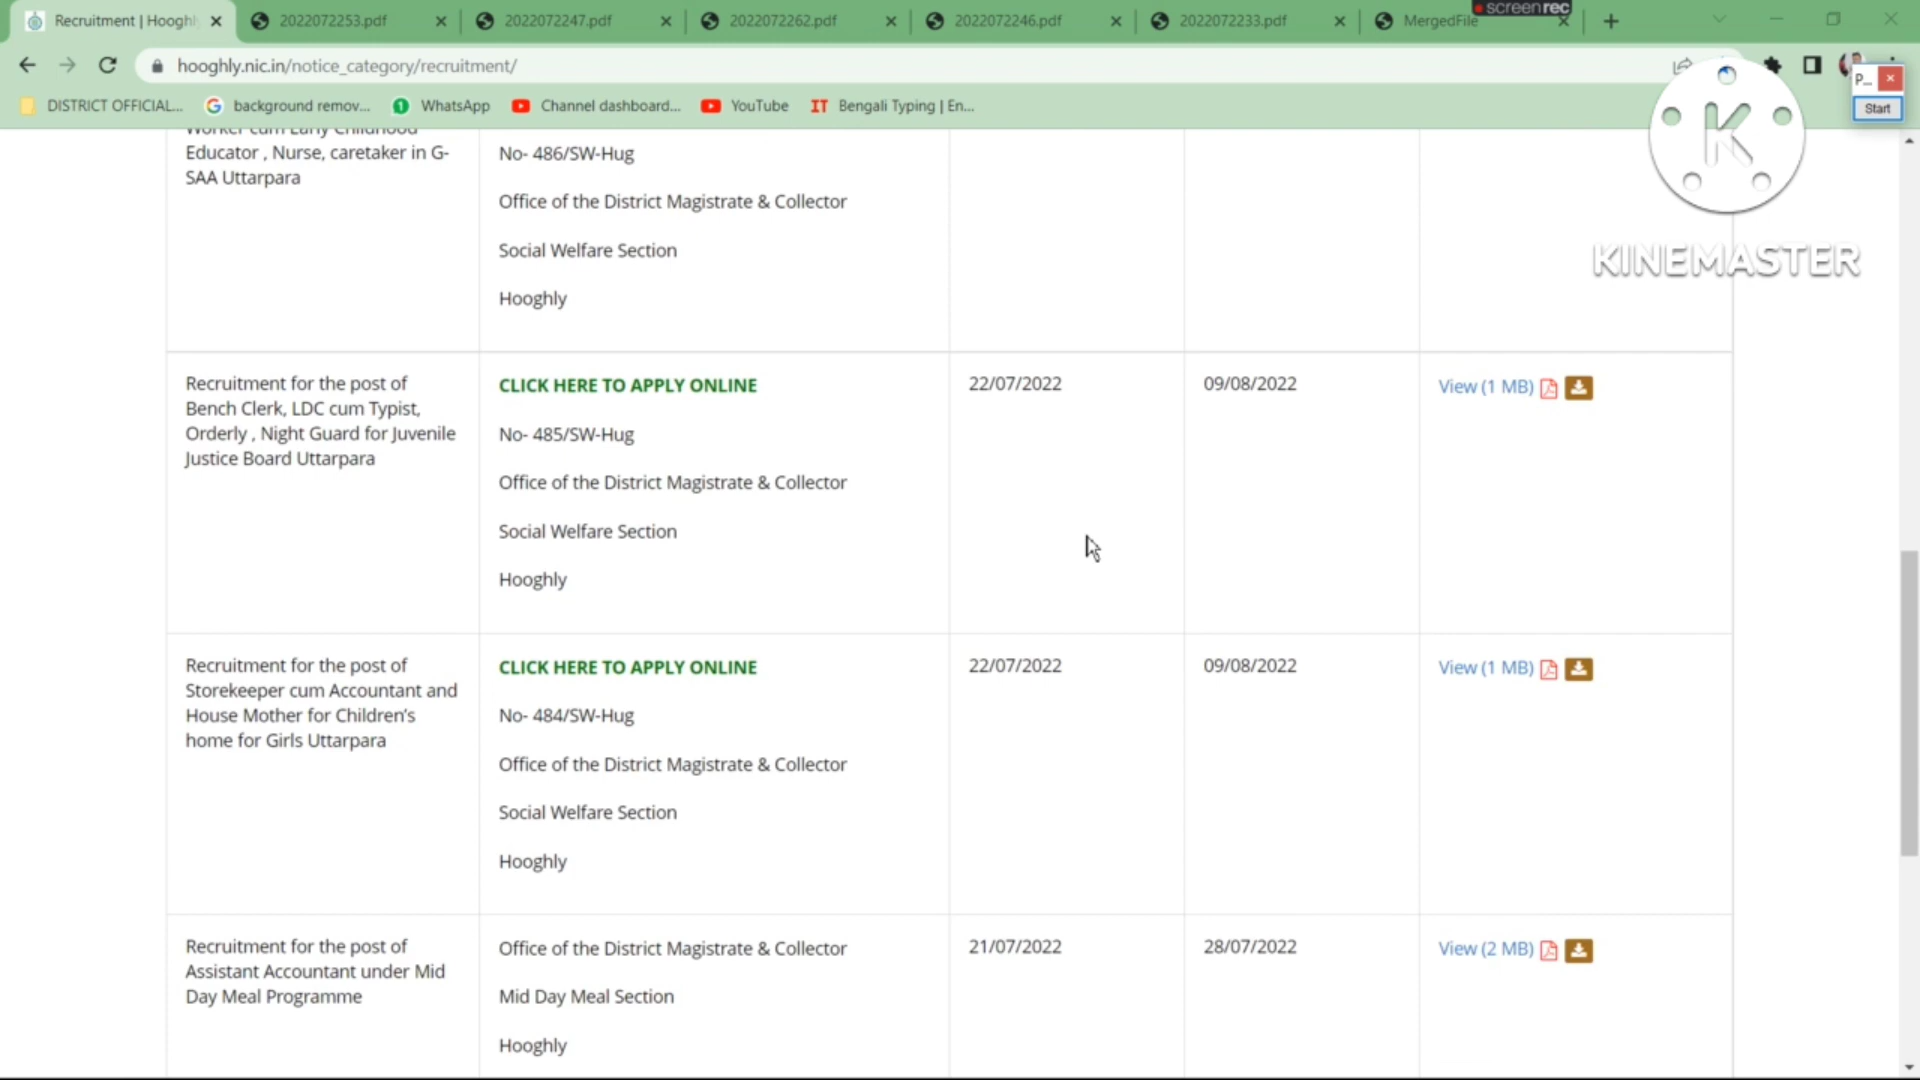 Recruitment | Hooghly
2022072253.pdf
2022072247.pdf
2022072262.pdf
2022072246.pdf
2022072233.pdf
MergedFile
screenrec
hooghly.nic.in/notice_category/recruitment/
P...
Start
DISTRICT OFFICIAL...
background remov...
WhatsApp
Channel dashboard...
YouTube
IT Bengali Typing | En...
K
KINEMASTER
Worker cum Early Childhood
Educator , Nurse, caretaker in G-
SAA Uttarpara
No- 486/SW-Hug
Office of the District Magistrate & Collector
Social Welfare Section
Hooghly
Recruitment for the post of
Bench Clerk, LDC cum Typist,
Orderly , Night Guard for Juvenile
Justice Board Uttarpara
CLICK HERE TO APPLY ONLINE
No- 485/SW-Hug
Office of the District Magistrate & Collector
Social Welfare Section
Hooghly
22/07/2022
09/08/2022
View (1 MB)
Recruitment for the post of
Storekeeper cum Accountant and
House Mother for Children's
home for Girls Uttarpara
CLICK HERE TO APPLY ONLINE
No- 484/SW-Hug
Office of the District Magistrate & Collector
Social Welfare Section
Hooghly
22/07/2022
09/08/2022
View (1 MB)
Recruitment for the post of
Assistant Accountant under Mid
Day Meal Programme
Office of the District Magistrate & Collector
Mid Day Meal Section
Hooghly
21/07/2022
28/07/2022
View (2 MB)